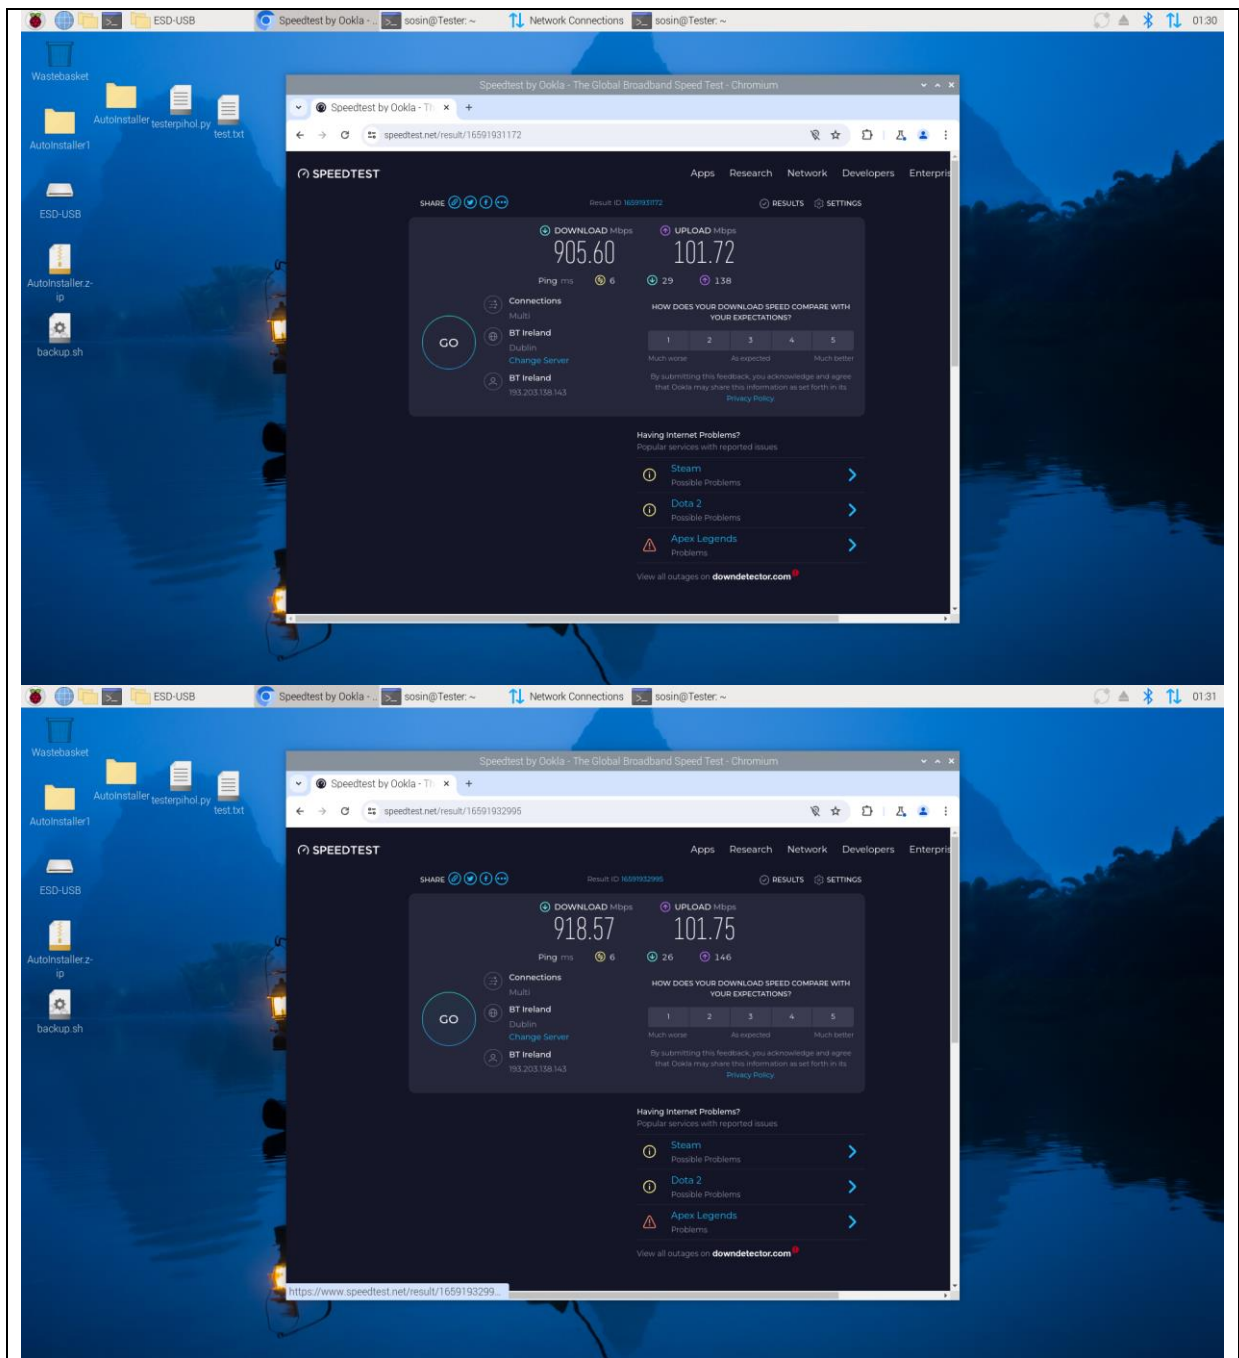 ESD-USB Speedtest by Ookla - ... sosin@Tester: ~ Network Connections sosin@Tester: ~ 01:30
Wastebasket
AutoInstaller testerpihol.py test.txt
AutoInstaller1
ESD-USB
AutoInstaller.z-
ip
backup.sh
Speedtest by Ookla - The Global Broadband Speed Test - Chromium
Speedtest by Ookla - Th
speedtest.net/result/16591931172
SPEEDTEST Apps Research Network Developers Enterpris
SHARE Result ID 16591931172 RESULTS SETTINGS
DOWNLOAD Mbps UPLOAD Mbps
905.60 101.72
Ping ms 6 29 138
GO
Connections
Multi
BT Ireland
Dublin
Change Server
BT Ireland
193.203.138.143
HOW DOES YOUR DOWNLOAD SPEED COMPARE WITH
YOUR EXPECTATIONS?
1 2 3 4 5
Much worse As expected Much better
By submitting this feedback, you acknowledge and agree
that Ookla may share this information as set forth in its
Privacy Policy
Having Internet Problems?
Popular services with reported issues
Steam
Possible Problems
Dota 2
Possible Problems
Apex Legends
Problems
View all outages on downdetector.com
ESD-USB Speedtest by Ookla - ... sosin@Tester: ~ Network Connections sosin@Tester: ~ 01:31
Wastebasket
AutoInstaller testerpihol.py test.txt
AutoInstaller1
ESD-USB
AutoInstaller.z-
ip
backup.sh
Speedtest by Ookla - The Global Broadband Speed Test - Chromium
Speedtest by Ookla - Th
speedtest.net/result/16591932995
SPEEDTEST Apps Research Network Developers Enterpris
SHARE Result ID 16591932995 RESULTS SETTINGS
DOWNLOAD Mbps UPLOAD Mbps
918.57 101.75
Ping ms 6 26 146
GO
Connections
Multi
BT Ireland
Dublin
Change Server
BT Ireland
193.203.138.143
HOW DOES YOUR DOWNLOAD SPEED COMPARE WITH
YOUR EXPECTATIONS?
1 2 3 4 5
Much worse As expected Much better
By submitting this feedback, you acknowledge and agree
that Ookla may share this information as set forth in its
Privacy Policy
Having Internet Problems?
Popular services with reported issues
Steam
Possible Problems
Dota 2
Possible Problems
Apex Legends
Problems
View all outages on downdetector.com
https://www.speedtest.net/result/1659193299...